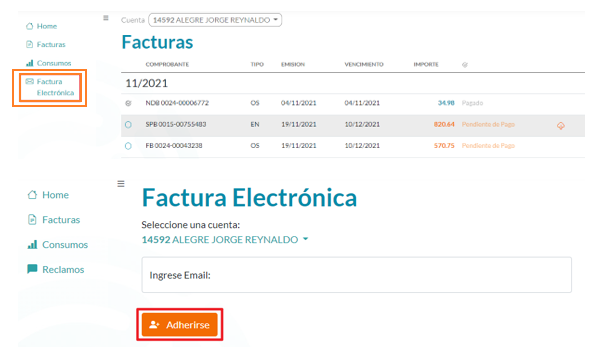 Cuenta 14592 ALEGRE JORGE REYNALDO
Home
Facturas
Consumos
Factura
Electrónica
Facturas
COMPROBANTE TIPO EMISION VENCIMIENTO IMPORTE
11/2021
NDB 0024-00006772 OS 04/11/2021 04/11/2021 34.98 Pagado
SPB 0015-00755483 EN 19/11/2021 10/12/2021 820.64 Pendiente de Pago
FB 0024-00043238 OS 19/11/2021 10/12/2021 570.75 Pendiente de Pago
Home
Facturas
Consumos
Reclamos
Factura Electrónica
Seleccione una cuenta:
14592 ALEGRE JORGE REYNALDO
Ingrese Email:
Adherirse